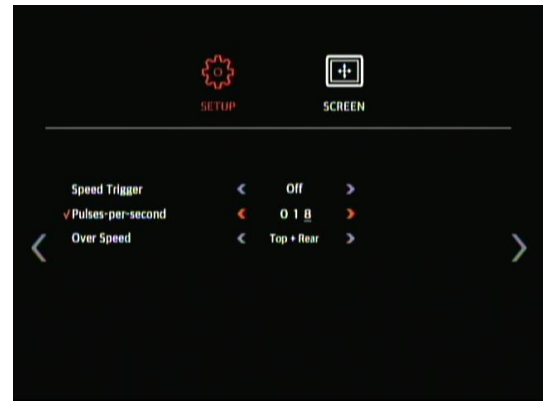 SETUP SCREEN
Speed Trigger < Off >
√ Pulses-per-second < 0 1 8 >
Over Speed < Top + Rear >